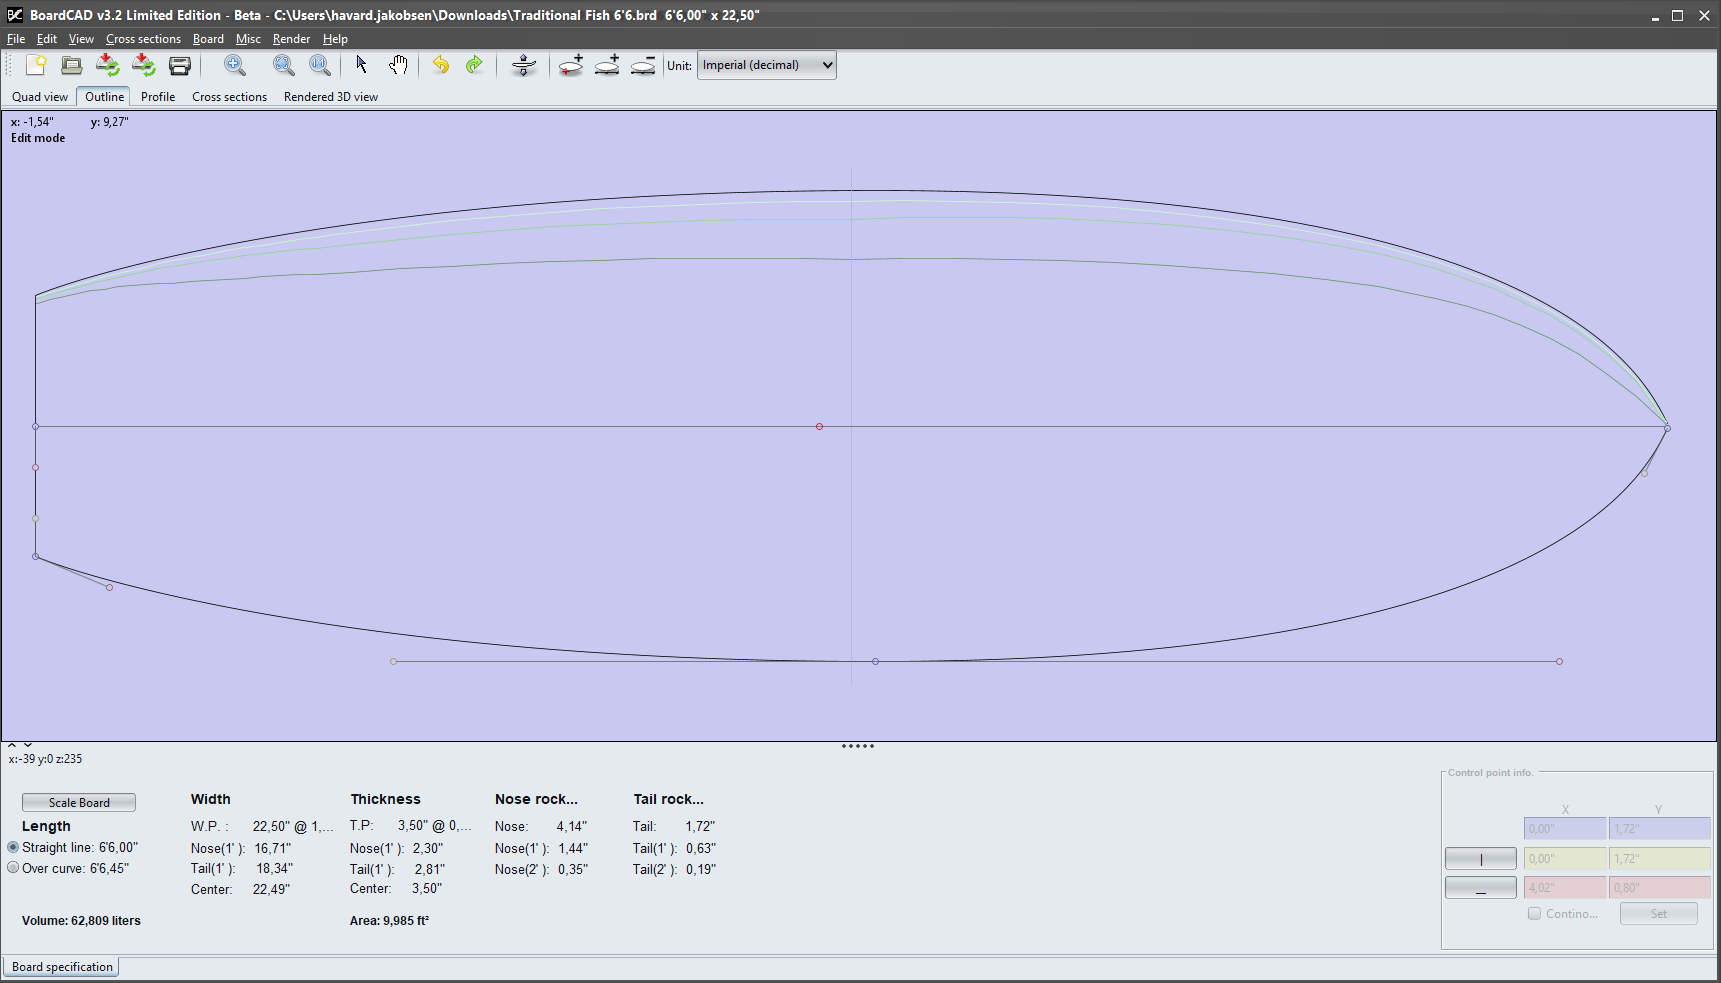 BoardCAD v3.2 Limited Edition - Beta - C:\Users\havard.jakobsen\Downloads\Traditional Fish 6'6.brd  6'6,00" x 22,50"
File Edit View Cross sections Board Misc Render Help
Unit: Imperial (decimal)
Quad view Outline Profile Cross sections Rendered 3D view
x: -1,54" y: 9,27"
Edit mode
x:-39 y:0 z:235
Control point info.
Scale Board Width Thickness Nose rock... Tail rock...
X Y
Length W.P. : 22,50" @ 1,... T.P: 3,50" @ 0,... Nose: 4,14" Tail: 1,72"
0,00" 1,72"
Straight line: 6'6,00" Nose(1' ): 16,71" Nose(1' ): 2,30" Nose(1' ): 1,44" Tail(1' ): 0,63"
| 0,00" 1,72"
Over curve: 6'6,45" Tail(1' ): 18,34" Tail(1' ): 2,81" Nose(2' ): 0,35" Tail(2' ): 0,19"
Center: 22,49" Center: 3,50"
_ 4,02" 0,80"
Contino... Set
Volume: 62,809 liters Area: 9,985 ft²
Board specification